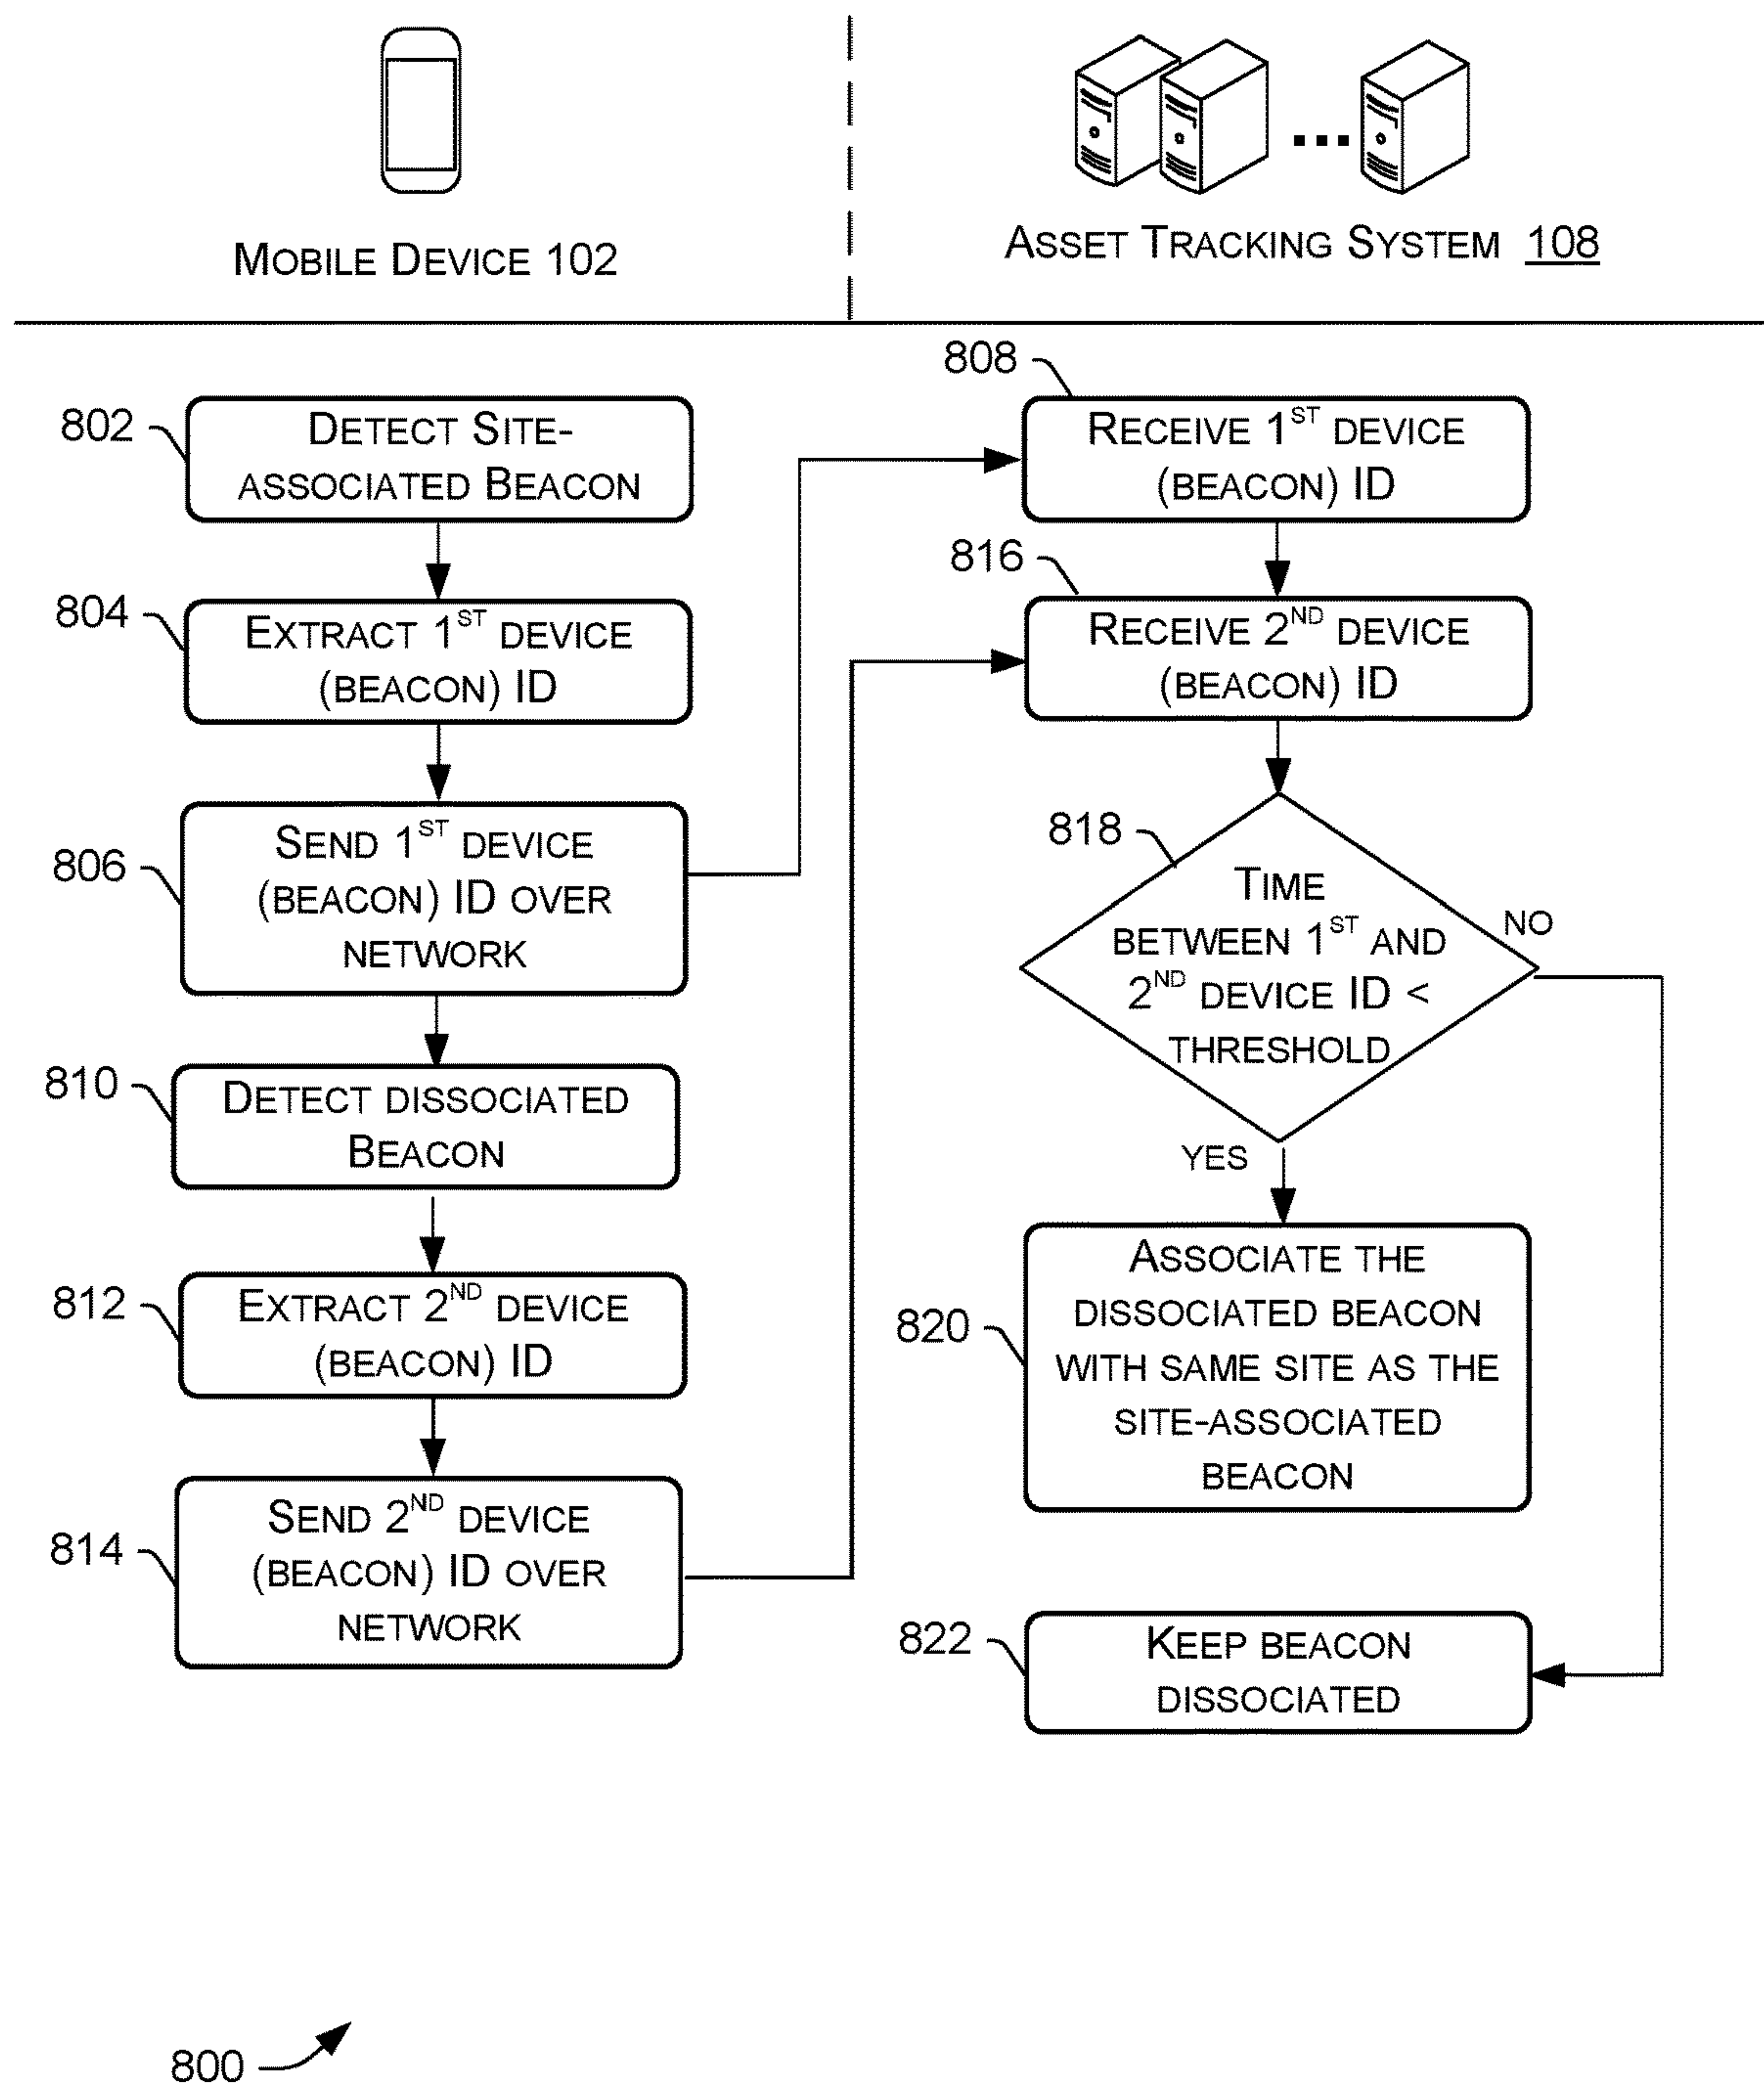 MOBILE DEVICE 102
ASSET TRACKING SYSTEM 108
802
DETECT SITE-
ASSOCIATED BEACON
804
EXTRACT 1ST DEVICE
(BEACON) ID
806
SEND 1ST DEVICE
(BEACON) ID OVER
NETWORK
810
DETECT DISSOCIATED
BEACON
812
EXTRACT 2ND DEVICE
(BEACON) ID
814
SEND 2ND DEVICE
(BEACON) ID OVER
NETWORK
808
RECEIVE 1ST DEVICE
(BEACON) ID
816
RECEIVE 2ND DEVICE
(BEACON) ID
818
TIME
BETWEEN 1ST AND
2ND DEVICE ID <
THRESHOLD
NO
YES
820
ASSOCIATE THE
DISSOCIATED BEACON
WITH SAME SITE AS THE
SITE-ASSOCIATED
BEACON
822
KEEP BEACON
DISSOCIATED
800